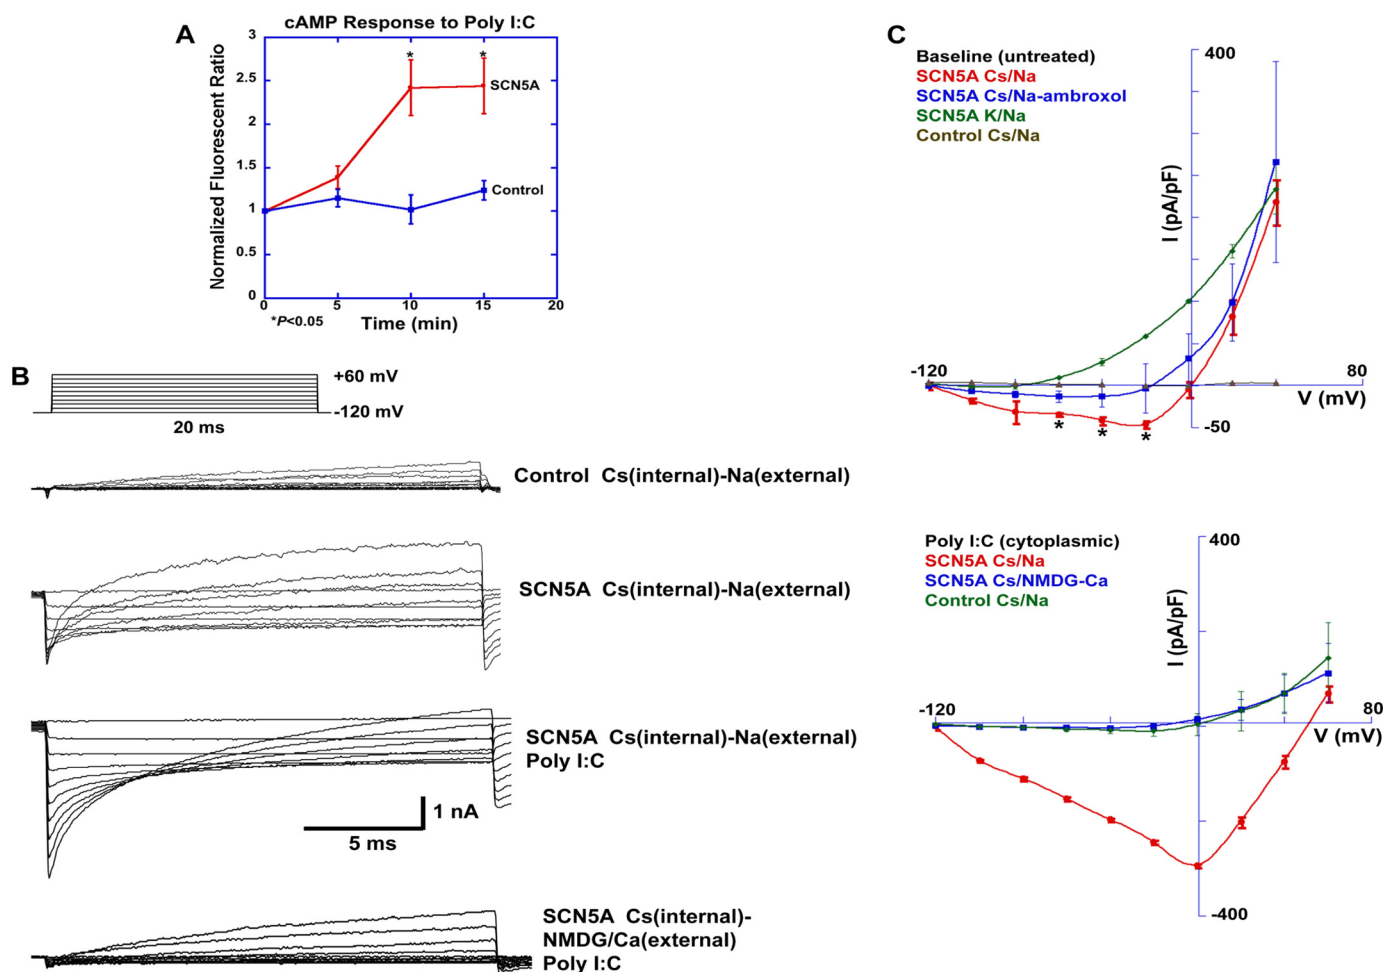 A
cAMP Response to Poly I:C
Normalized Fluorescent Ratio
3
2.5
2
1.5
1
0.5
0
*
*
SCN5A
Control
0
5
10
15
20
*P<0.05
Time (min)
B
+60 mV
-120 mV
20 ms
Control Cs(internal)-Na(external)
SCN5A Cs(internal)-Na(external)
SCN5A Cs(internal)-Na(external)
Poly I:C
1 nA
5 ms
SCN5A Cs(internal)-
NMDG/Ca(external)
Poly I:C
C
Baseline (untreated)
SCN5A Cs/Na
SCN5A Cs/Na-ambroxol
SCN5A K/Na
Control Cs/Na
400
I (pA/pF)
-120
80
V (mV)
-50
*
*
*
Poly I:C (cytoplasmic)
SCN5A Cs/Na
SCN5A Cs/NMDG-Ca
Control Cs/Na
400
I (pA/pF)
-120
80
V (mV)
-400